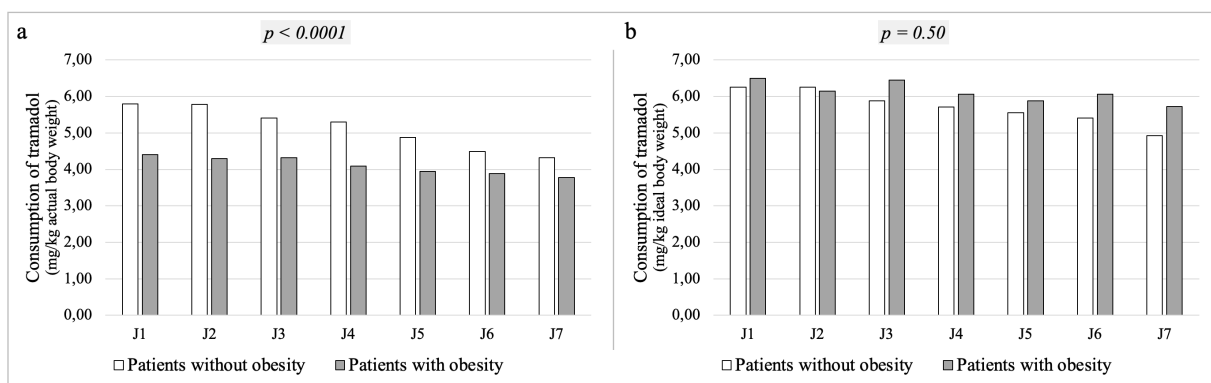 a
p < 0.0001
Consumption of tramadol
(mg/kg actual body weight)
7,00
6,00
5,00
4,00
3,00
2,00
1,00
0,00
J1 J2 J3 J4 J5 J6 J7
Patients without obesity Patients with obesity
b
p = 0.50
Consumption of tramadol
(mg/kg ideal body weight)
7,00
6,00
5,00
4,00
3,00
2,00
1,00
0,00
J1 J2 J3 J4 J5 J6 J7
Patients without obesity Patients with obesity